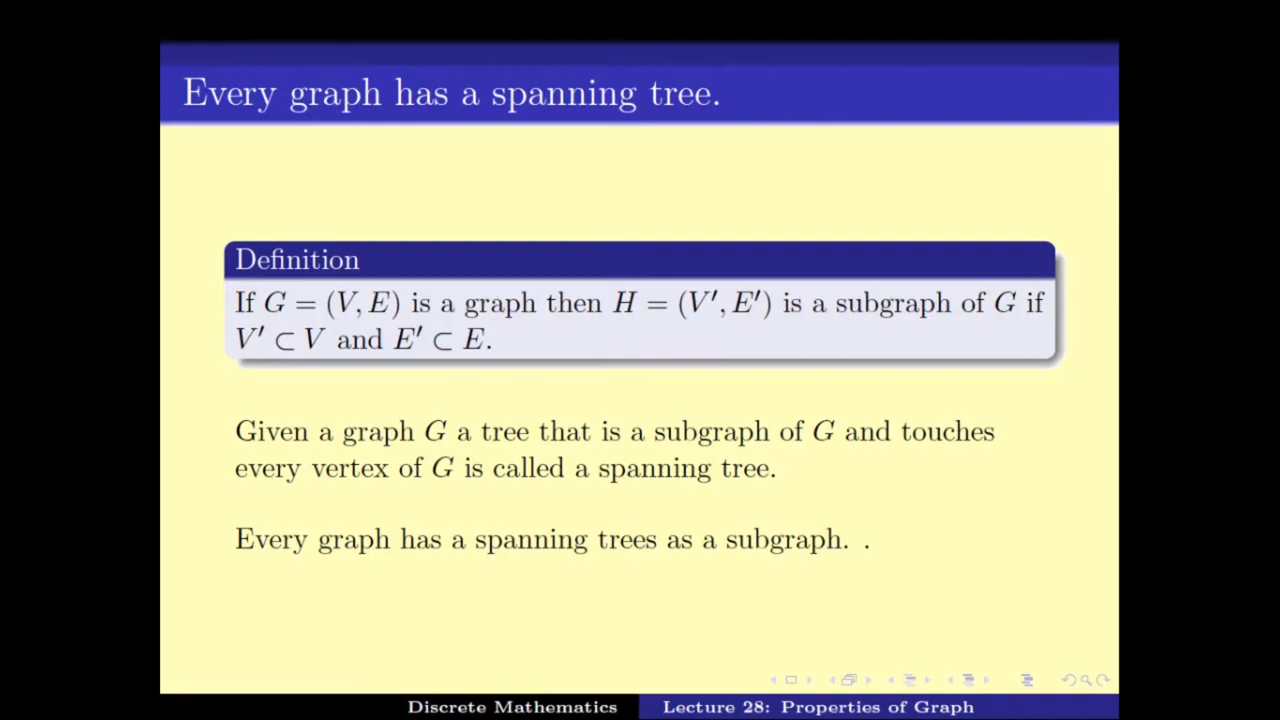 Every graph has a spanning tree.
Definition
If G = (V, E) is a graph then H = (V′, E′) is a subgraph of G if
V′ ⊂ V and E′ ⊂ E.
Given a graph G a tree that is a subgraph of G and touches
every vertex of G is called a spanning tree.
Every graph has a spanning trees as a subgraph. .
Discrete Mathematics
Lecture 28: Properties of Graph